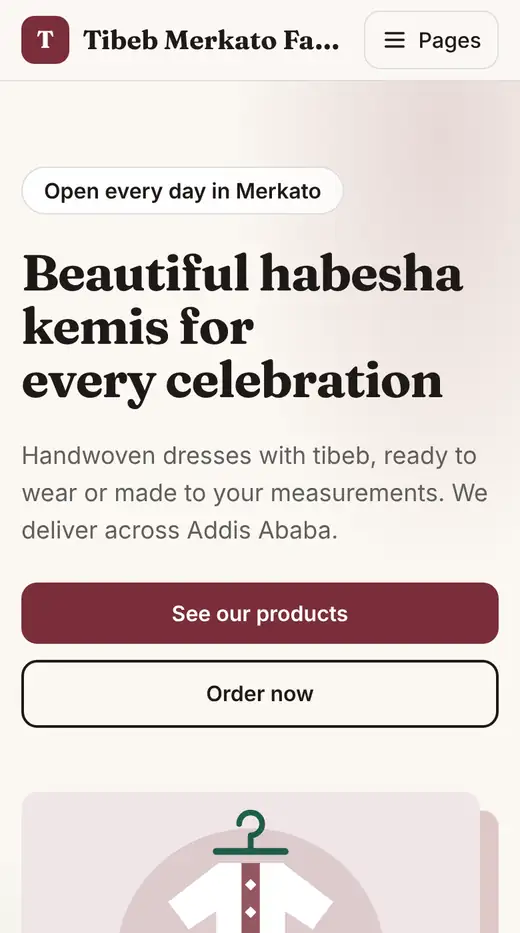 T
Tibeb Merkato Fa...
Pages
Open every day in Merkato
Beautiful habesha
kemis for
every celebration
Handwoven dresses with tibeb, ready to
wear or made to your measurements. We
deliver across Addis Ababa.
See our products
Order now